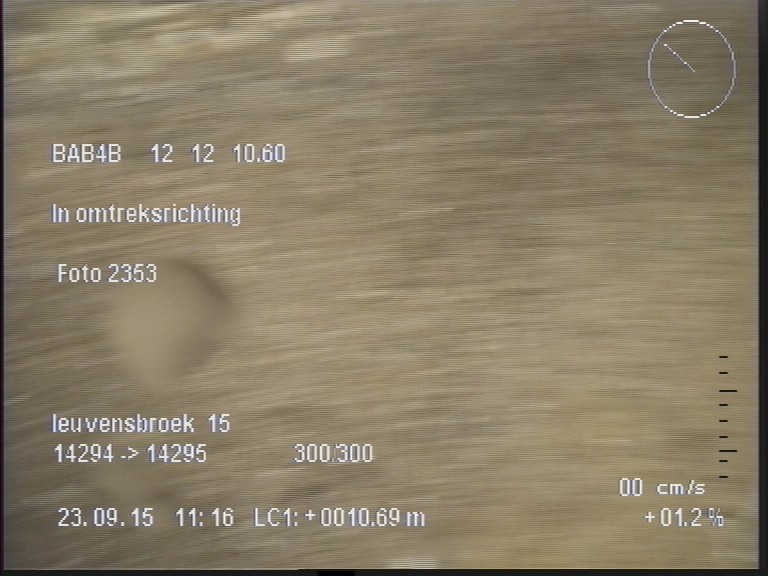 BAB4B 12 12 10.60
In omtreksrichting
Foto 2353
leuvensbroek 15
14294 -> 14295 300/300
00 cm/s
23.09.15 11:16 LC1:+0010.69 m +01.2 %